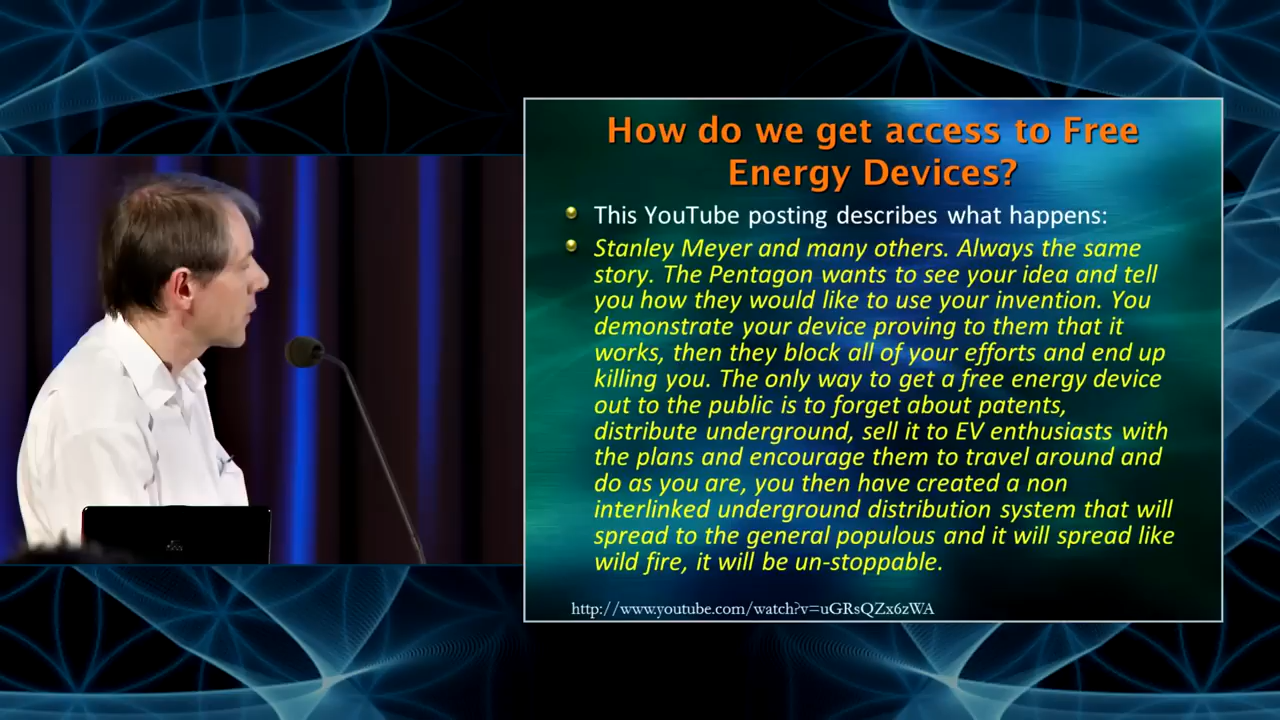 How do we get access to Free
Energy Devices?
This YouTube posting describes what happens:
Stanley Meyer and many others. Always the same
story. The Pentagon wants to see your idea and tell
you how they would like to use your invention. You
demonstrate your device proving to them that it
works, then they block all of your efforts and end up
killing you. The only way to get a free energy device
out to the public is to forget about patents,
distribute underground, sell it to EV enthusiasts with
the plans and encourage them to travel around and
do as you are, you then have created a non
interlinked underground distribution system that will
spread to the general populous and it will spread like
wild fire, it will be un-stoppable.
http://www.youtube.com/watch?v=uGRsQZx6zWA